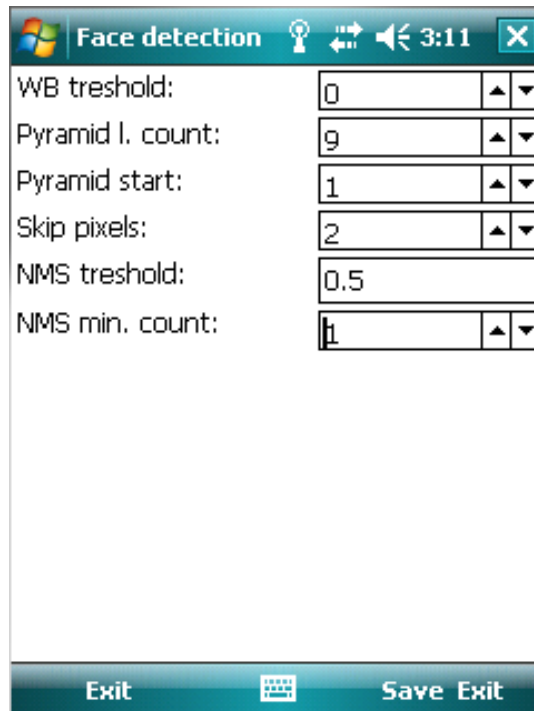 Face detection 3:11
WB treshold: 0
Pyramid l. count: 9
Pyramid start: 1
Skip pixels: 2
NMS treshold: 0.5
NMS min. count: 1
Exit Save Exit